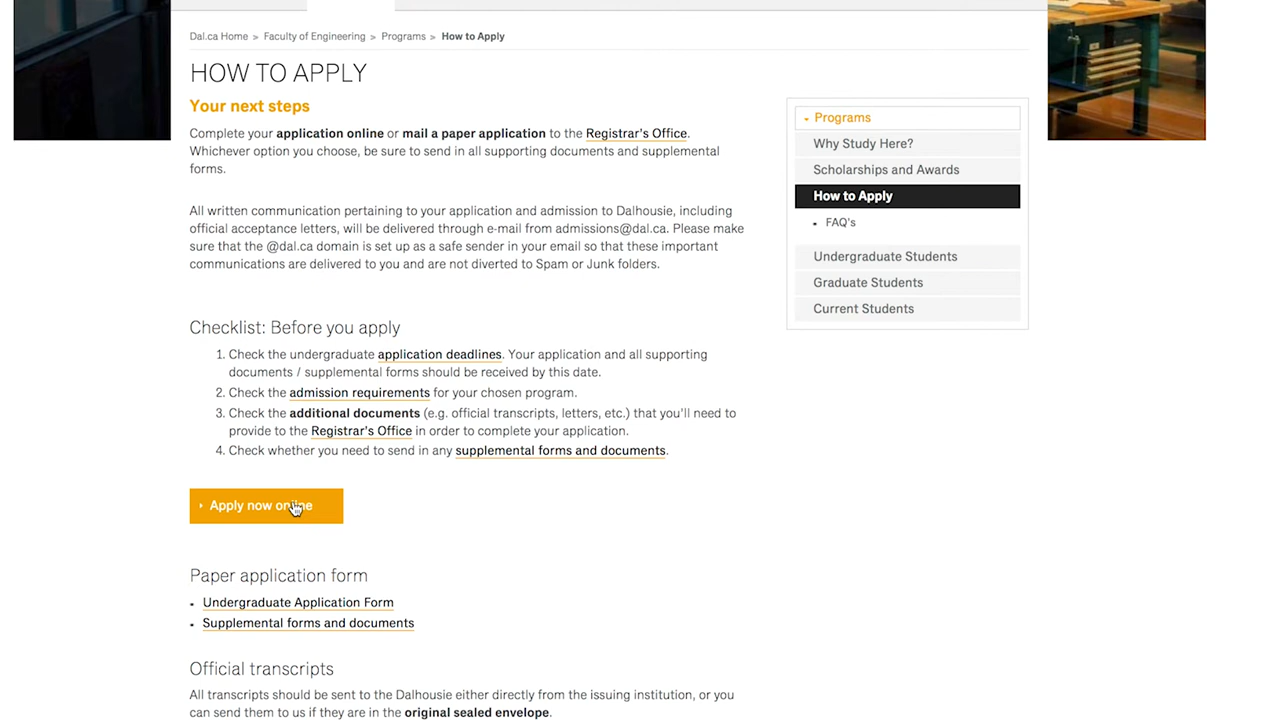 Dal.ca Home > Faculty of Engineering > Programs > How to Apply
HOW TO APPLY
Your next steps
Complete your application online or mail a paper application to the Registrar's Office.
Whichever option you choose, be sure to send in all supporting documents and supplemental
forms.
All written communication pertaining to your application and admission to Dalhousie, including
official acceptance letters, will be delivered through e-mail from admissions@dal.ca. Please make
sure that the @dal.ca domain is set up as a safe sender in your email so that these important
communications are delivered to you and are not diverted to Spam or Junk folders.
Checklist: Before you apply
1. Check the undergraduate application deadlines. Your application and all supporting
documents / supplemental forms should be received by this date.
2. Check the admission requirements for your chosen program.
3. Check the additional documents (e.g. official transcripts, letters, etc.) that you'll need to
provide to the Registrar's Office in order to complete your application.
4. Check whether you need to send in any supplemental forms and documents.
Apply now online
Paper application form
Undergraduate Application Form
Supplemental forms and documents
Official transcripts
All transcripts should be sent to the Dalhousie either directly from the issuing institution, or you
can send them to us if they are in the original sealed envelope.
Programs
Why Study Here?
Scholarships and Awards
How to Apply
FAQ's
Undergraduate Students
Graduate Students
Current Students